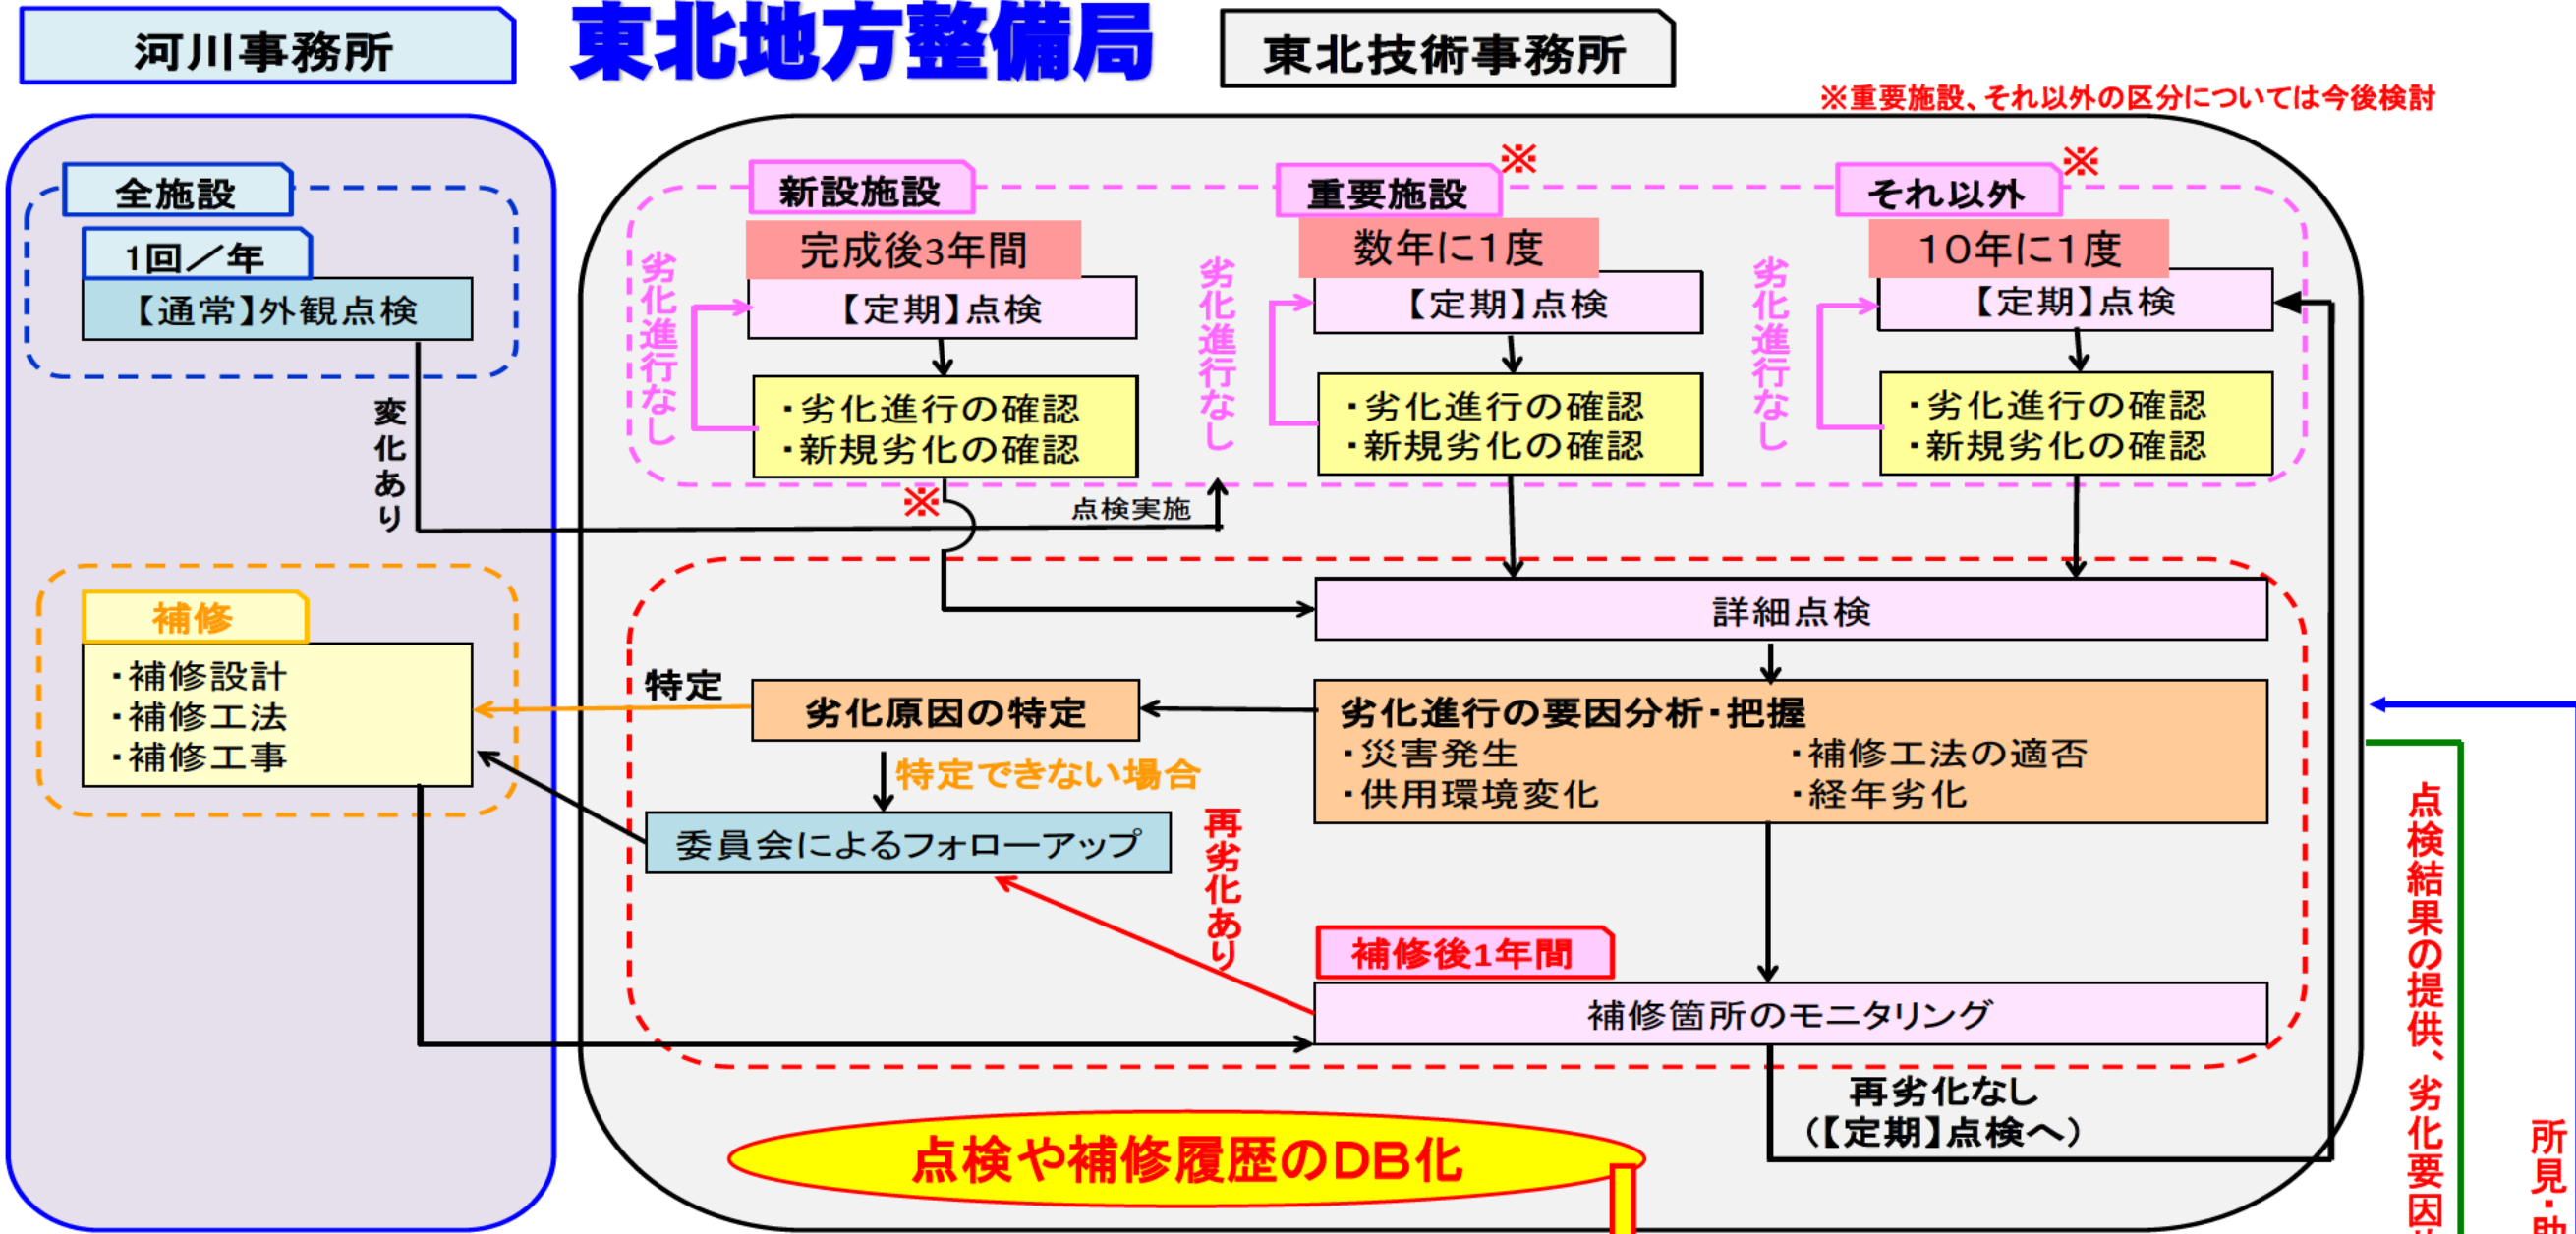 河川事務所
東北地方整備局
東北技術事務所
※重要施設、それ以外の区分については今後検討
全施設
1回／年
【通常】外観点検
変化あり
新設施設
完成後3年間
【定期】点検
劣化進行なし
・劣化進行の確認
・新規劣化の確認
※
重要施設
※
数年に1度
【定期】点検
劣化進行なし
・劣化進行の確認
・新規劣化の確認
それ以外
※
10年に1度
【定期】点検
劣化進行なし
・劣化進行の確認
・新規劣化の確認
点検実施
詳細点検
補修
・補修設計
・補修工法
・補修工事
特定
劣化原因の特定
劣化進行の要因分析・把握
・災害発生
・補修工法の適否
・供用環境変化
・経年劣化
特定できない場合
委員会によるフォローアップ
再劣化あり
補修後1年間
補修箇所のモニタリング
再劣化なし
（【定期】点検へ）
点検や補修履歴のDB化
点検結果の提供、劣化要因
所見・助